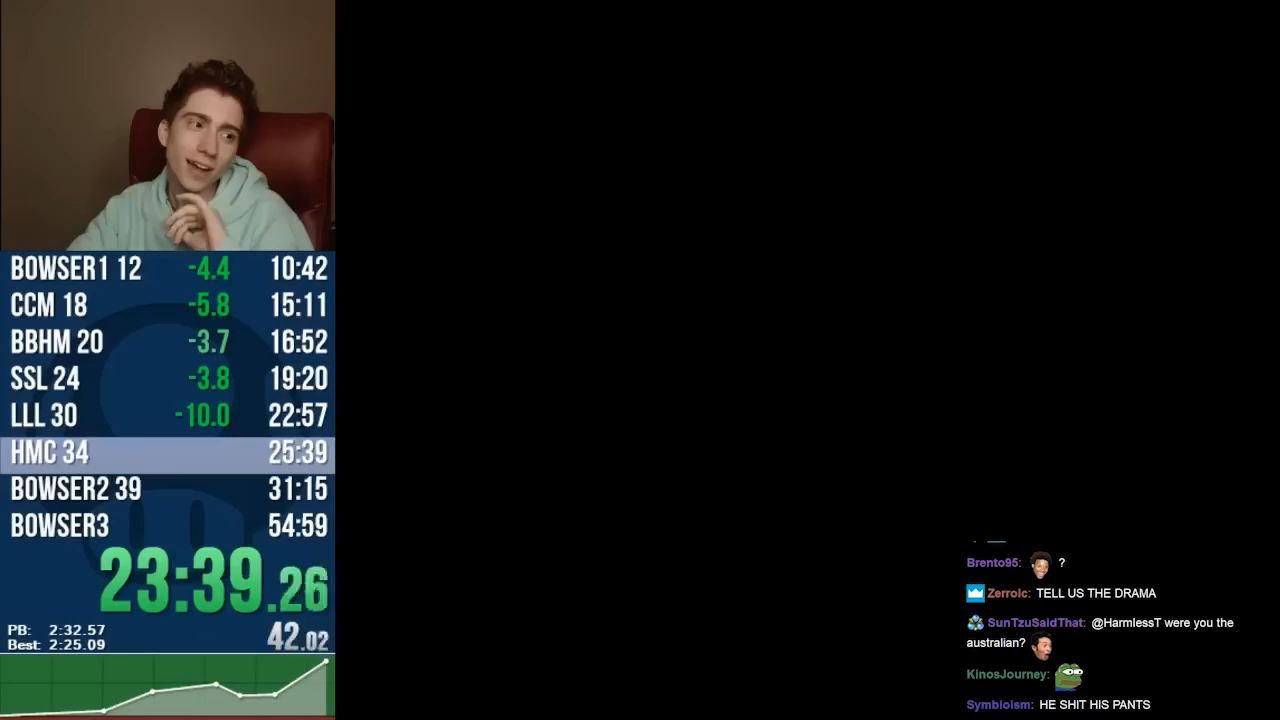 BOWSER1 12 -4.4 10:42
CCM 18 -5.8 15:11
BBHM 20 -3.7 16:52
SSL 24 -3.8 19:20
LLL 30 -10.0 22:57
HMC 34 25:39
BOWSER2 39 31:15
BOWSER3 54:59
23:39.26
PB: 2:32.57
Best: 2:25.09
42.02
Brento95: ?
Zerroic: TELL US THE DRAMA
SunTzuSaidThat: @HarmlessT were you the
australian?
KinosJourney:
Symbioism: HE SHIT HIS PANTS